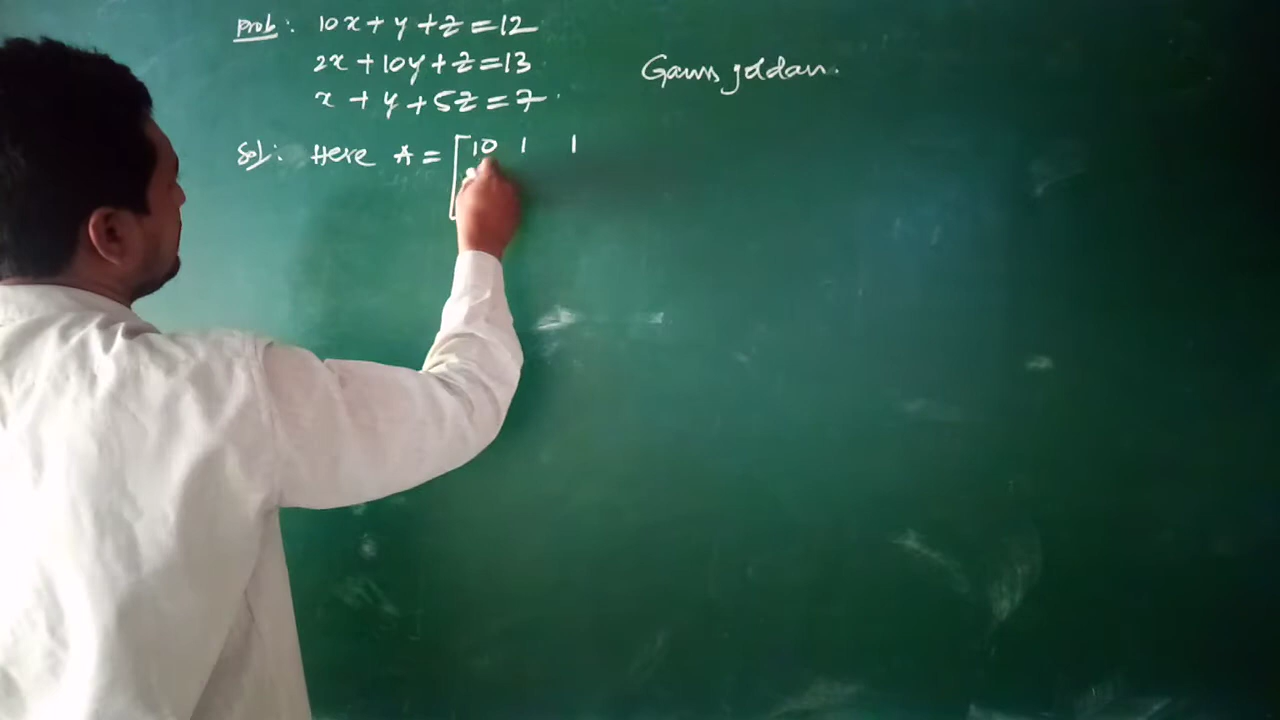 Prob: 10x + y + z = 12
2x + 10y + z = 13
x + y + 5z = 7.
Gauss jordan.
Sol: Here A = [10 1 1